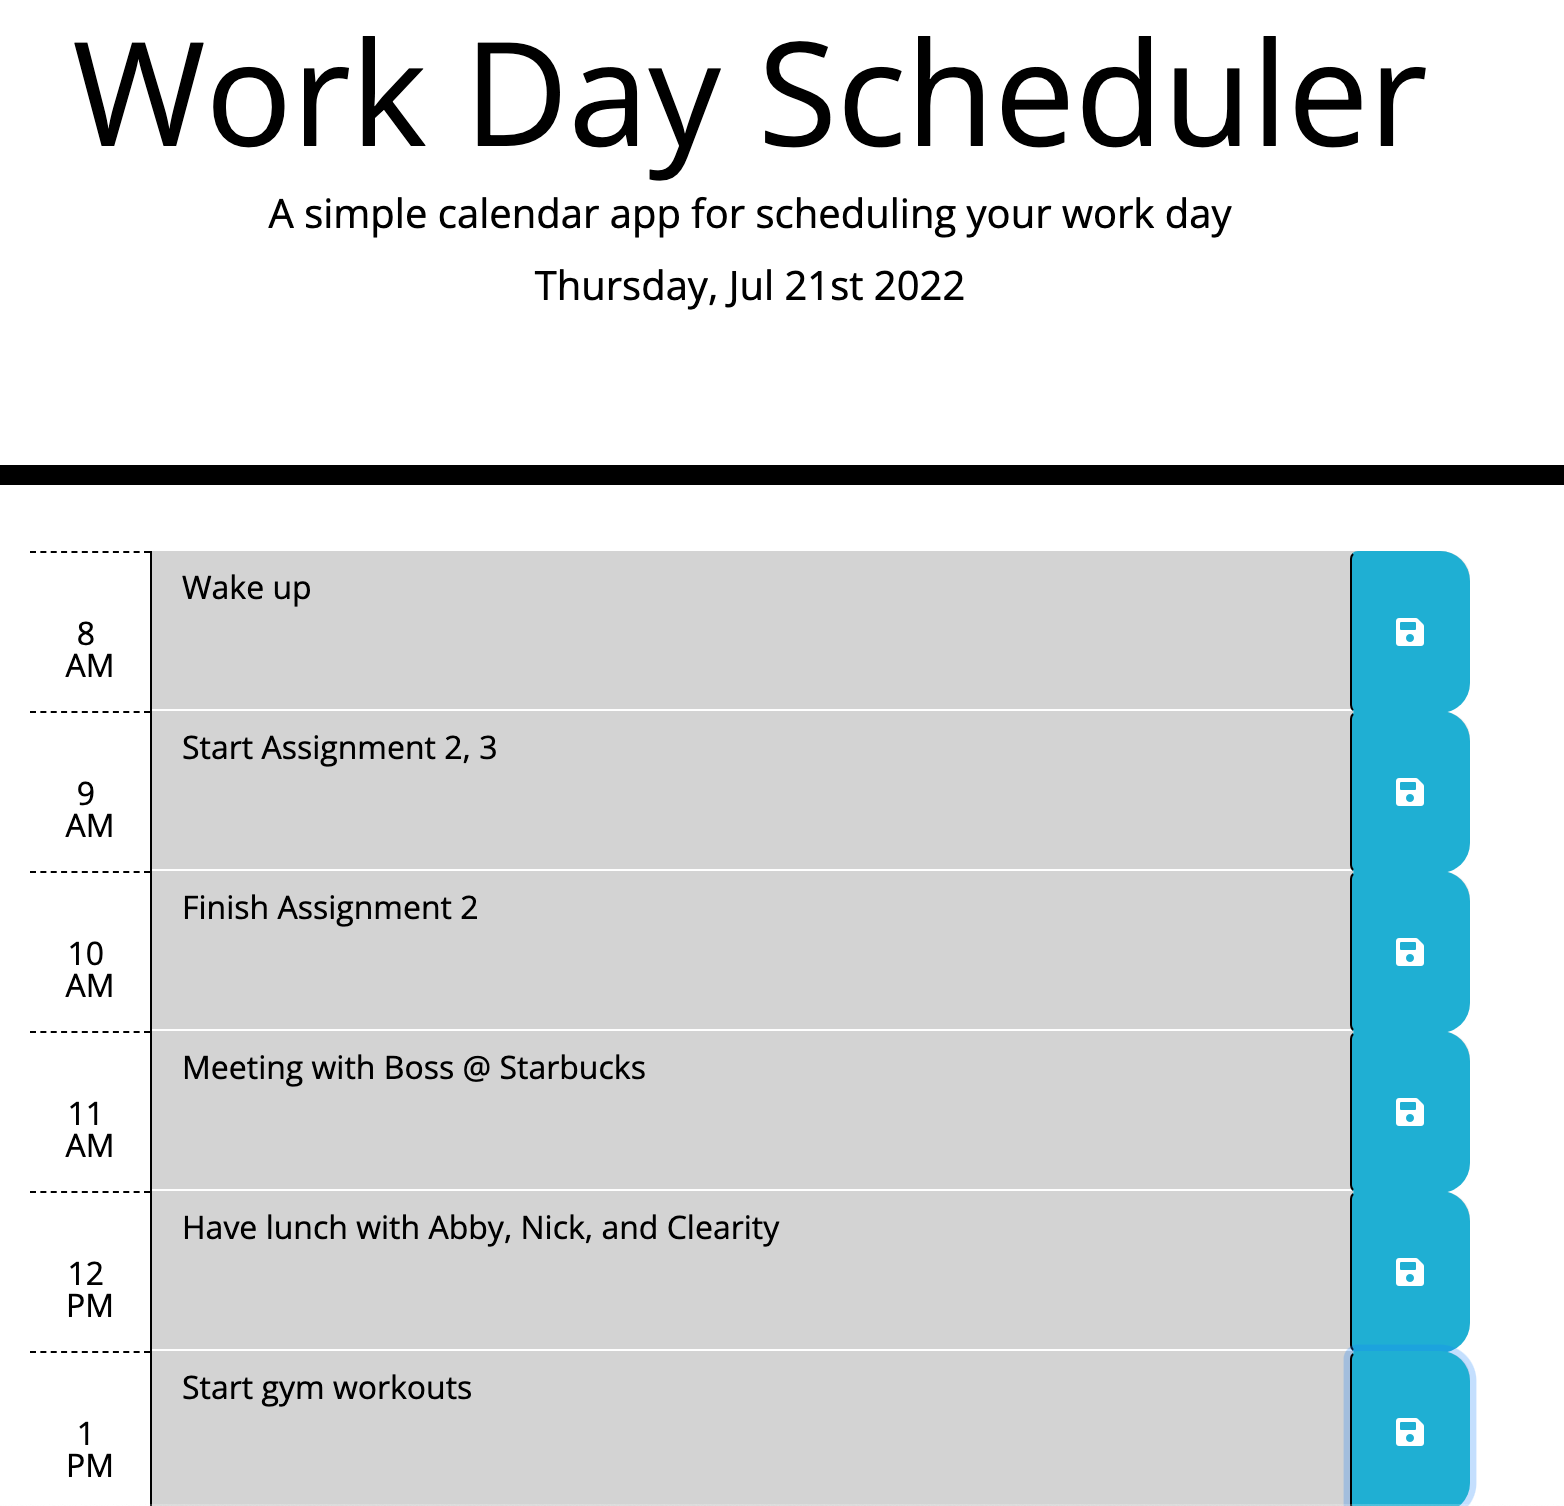 Work Day Scheduler
A simple calendar app for scheduling your work day
Thursday, Jul 21st 2022
Wake up
8
AM
Start Assignment 2, 3
9
AM
Finish Assignment 2
10
AM
Meeting with Boss @ Starbucks
11
AM
Have lunch with Abby, Nick, and Clearity
12
PM
Start gym workouts
1
PM